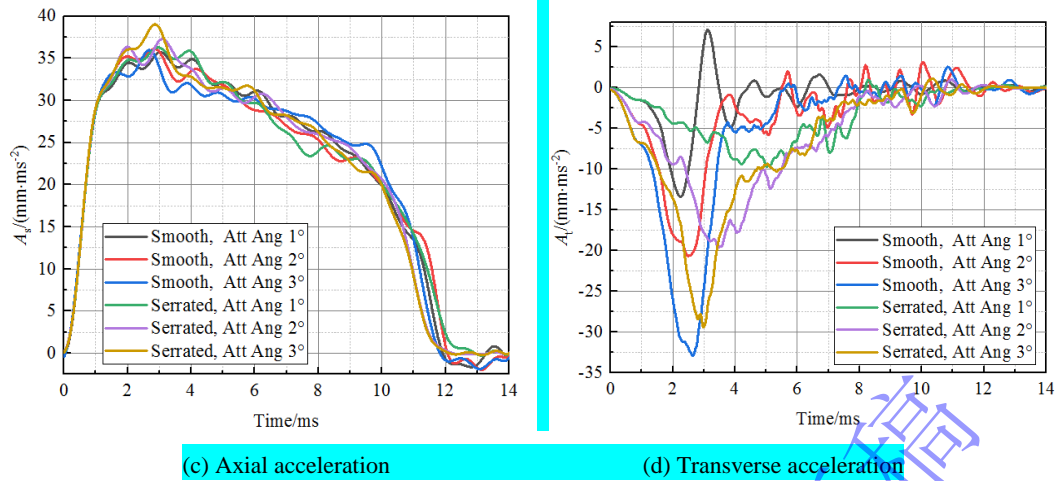 40
35
30
25
20
15
10
5
0
A_s/(mm·ms⁻²)
Smooth, Att Ang 1°
Smooth, Att Ang 2°
Smooth, Att Ang 3°
Serrated, Att Ang 1°
Serrated, Att Ang 2°
Serrated, Att Ang 3°
0 2 4 6 8 10 12 14
Time/ms
(c) Axial acceleration
5
0
-5
-10
-15
-20
-25
-30
-35
A_t/(mm·ms⁻²)
Smooth, Att Ang 1°
Smooth, Att Ang 2°
Smooth, Att Ang 3°
Serrated, Att Ang 1°
Serrated, Att Ang 2°
Serrated, Att Ang 3°
0 2 4 6 8 10 12 14
Time/ms
(d) Transverse acceleration
稿